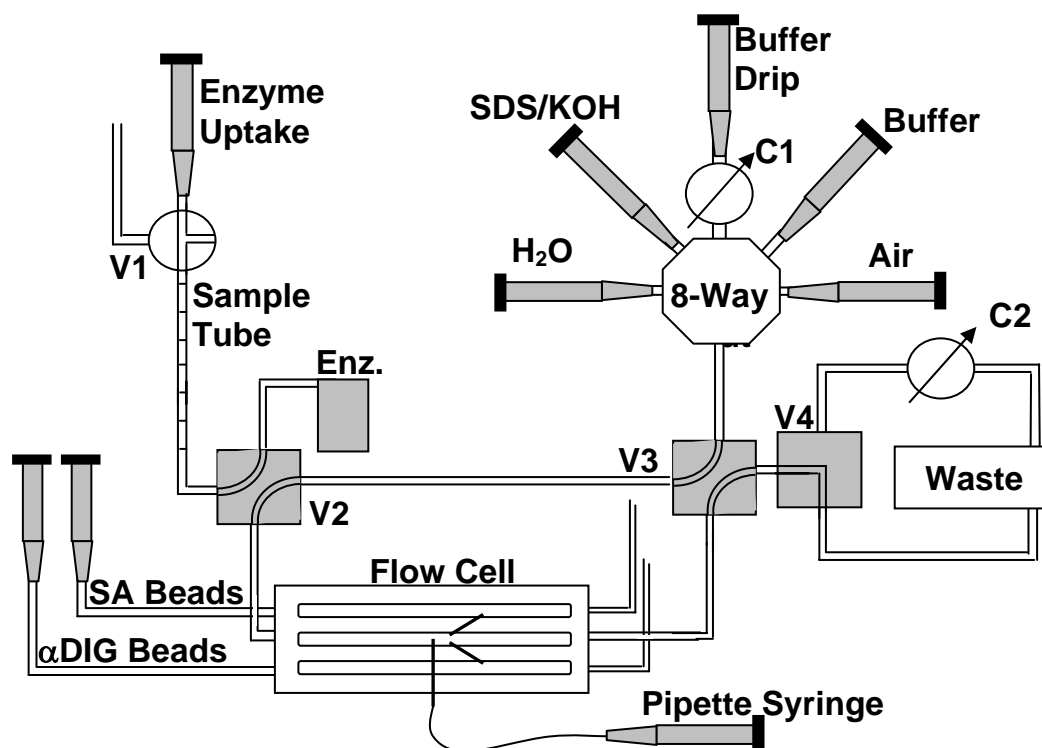 Buffer
Drip
Enzyme
Uptake
SDS/KOH
Buffer
C1
H₂O
Air
V1
8-Way
Sample
Tube
C2
Enz.
V4
V3
Waste
V2
Flow Cell
SA Beads
αDIG Beads
Pipette Syringe